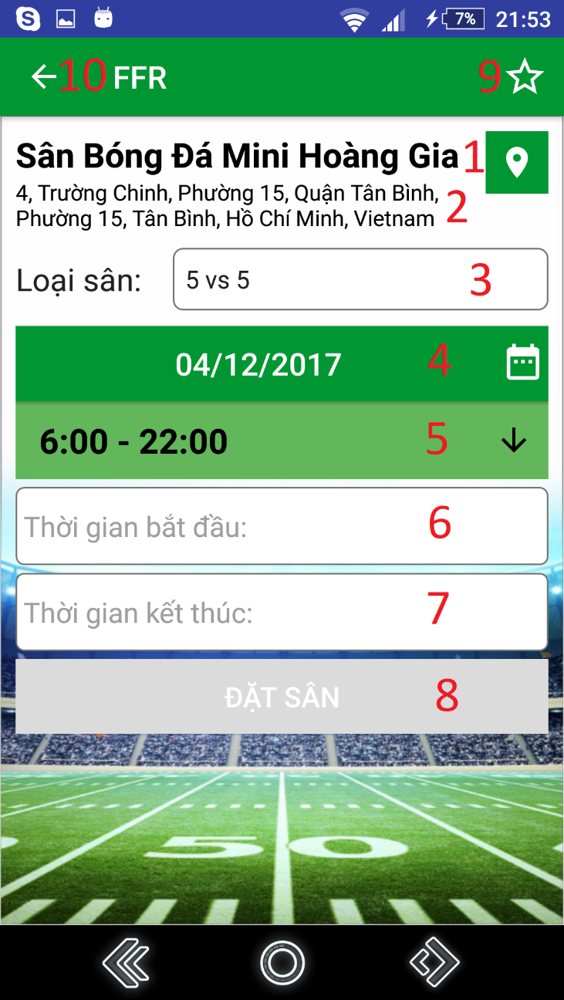 7% 21:53
10 FFR 9
Sân Bóng Đá Mini Hoàng Gia 1
4, Trường Chinh, Phường 15, Quận Tân Bình,
Phường 15, Tân Bình, Hồ Chí Minh, Vietnam 2
Loại sân: 5 vs 5 3
04/12/2017 4
6:00 - 22:00 5
Thời gian bắt đầu: 6
Thời gian kết thúc: 7
ĐẶT SÂN 8
50